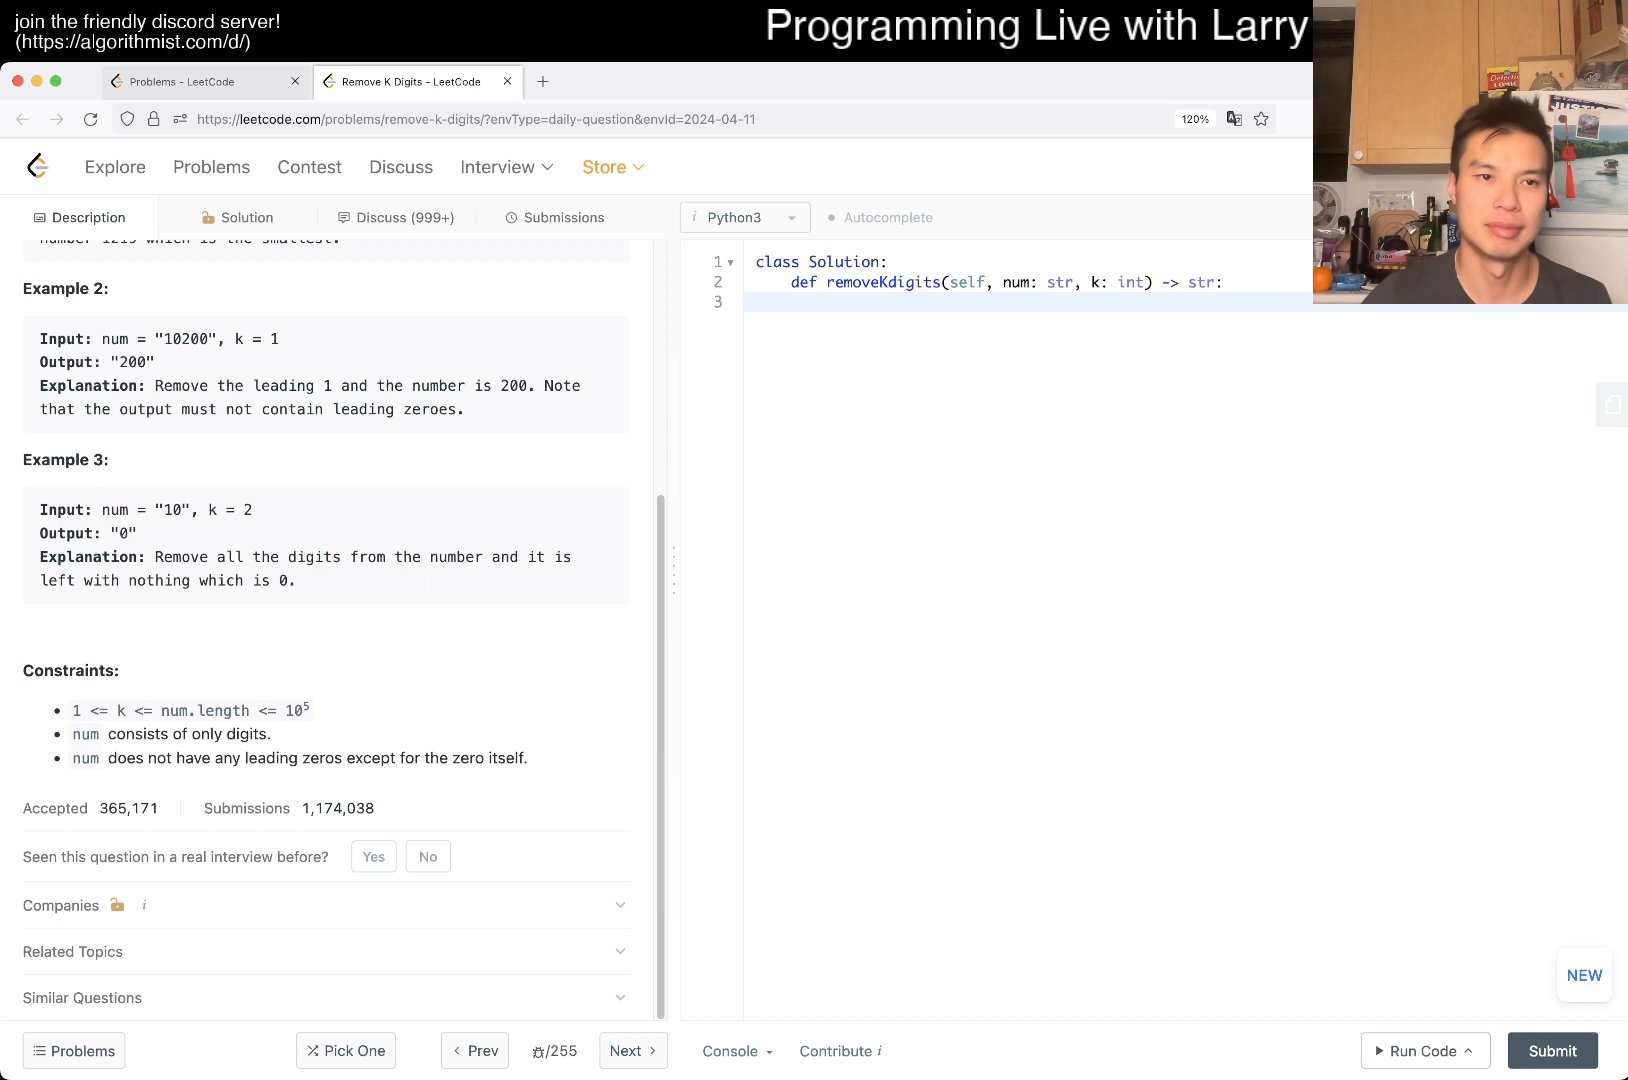 join the friendly discord server!
(https://algorithmist.com/d/)
Programming Live with Larry
Problems - LeetCode
Remove K Digits - LeetCode
https://leetcode.com/problems/remove-k-digits/?envType=daily-question&envId=2024-04-11
120%
Explore
Problems
Contest
Discuss
Interview
Store
Description
Solution
Discuss (999+)
Submissions
i Python3
Autocomplete
number 1219 which is the smallest.
Example 2:
Input: num = "10200", k = 1
Output: "200"
Explanation: Remove the leading 1 and the number is 200. Note
that the output must not contain leading zeroes.
Example 3:
Input: num = "10", k = 2
Output: "0"
Explanation: Remove all the digits from the number and it is
left with nothing which is 0.
Constraints:
• 1 <= k <= num.length <= 10⁵
• num consists of only digits.
• num does not have any leading zeros except for the zero itself.
Accepted 365,171
Submissions 1,174,038
Seen this question in a real interview before?
Yes
No
Companies i
Related Topics
Similar Questions
1 class Solution:
2 def removeKdigits(self, num: str, k: int) -> str:
3
NEW
Problems
Pick One
Prev
/255
Next
Console
Contribute i
Run Code
Submit